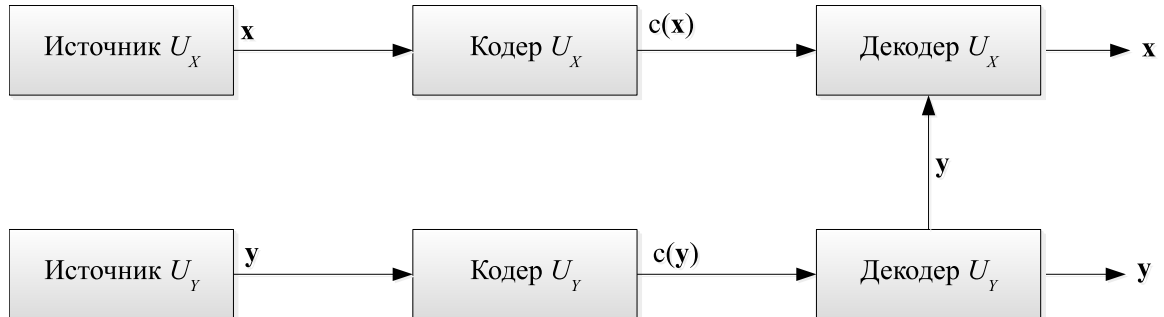 Источник U_X
x
Кодер U_X
c(x)
Декодер U_X
x
y
Источник U_Y
y
Кодер U_Y
c(y)
Декодер U_Y
y